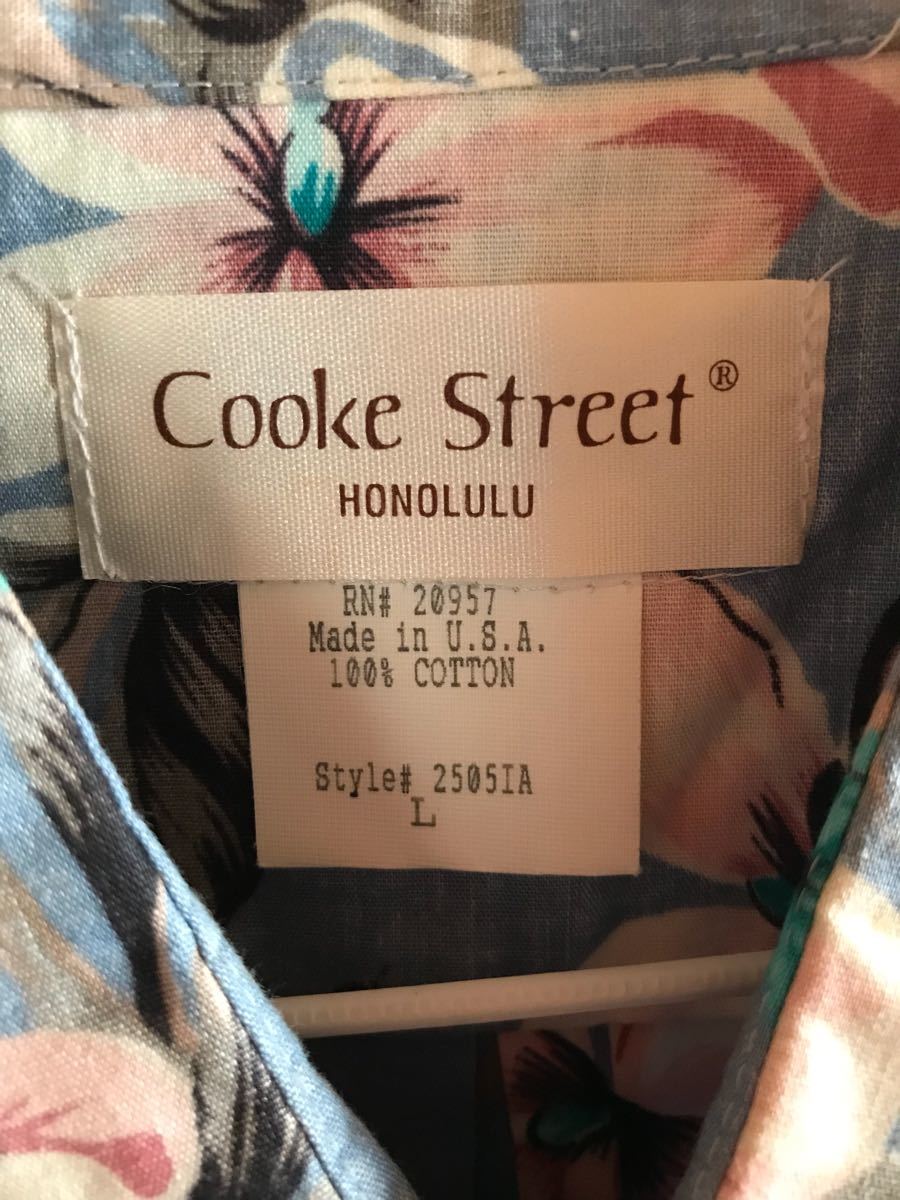 Cooke Street®
HONOLULU
RN# 20957
Made in U.S.A.
100% COTTON
Style# 2505IA
L